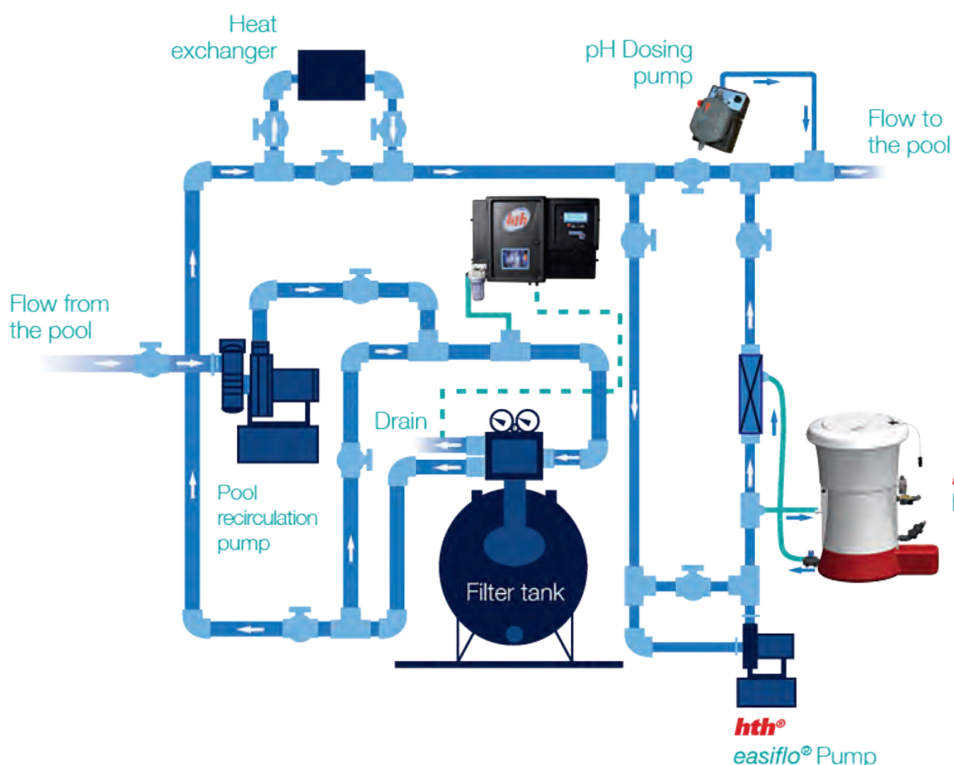 Heat
exchanger
pH Dosing
pump
Flow to
the pool
hth
Flow from
the pool
Drain
Pool
recirculation
pump
Filter tank
hth®
easiflo® Pump